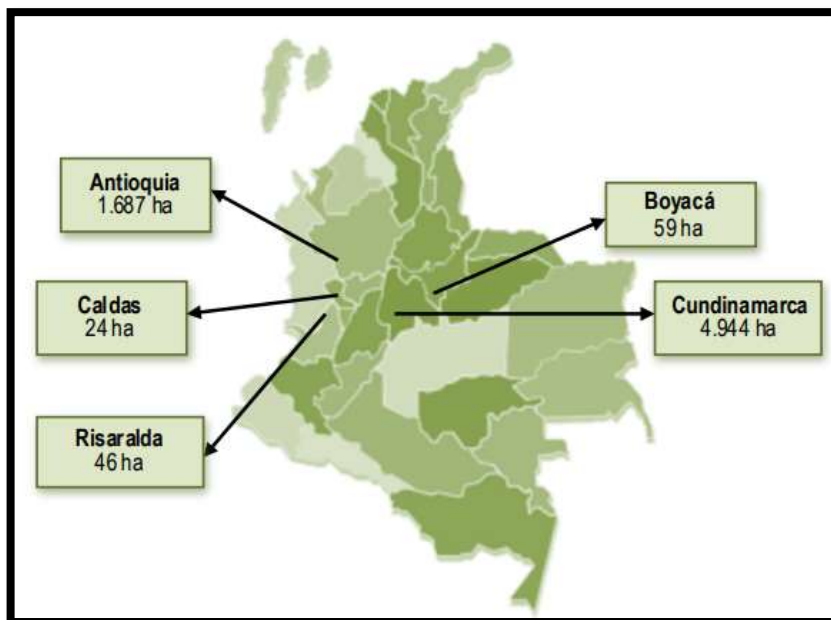 Antioquia
1.687 ha
Boyacá
59 ha
Caldas
24 ha
Cundinamarca
4.944 ha
Risaralda
46 ha